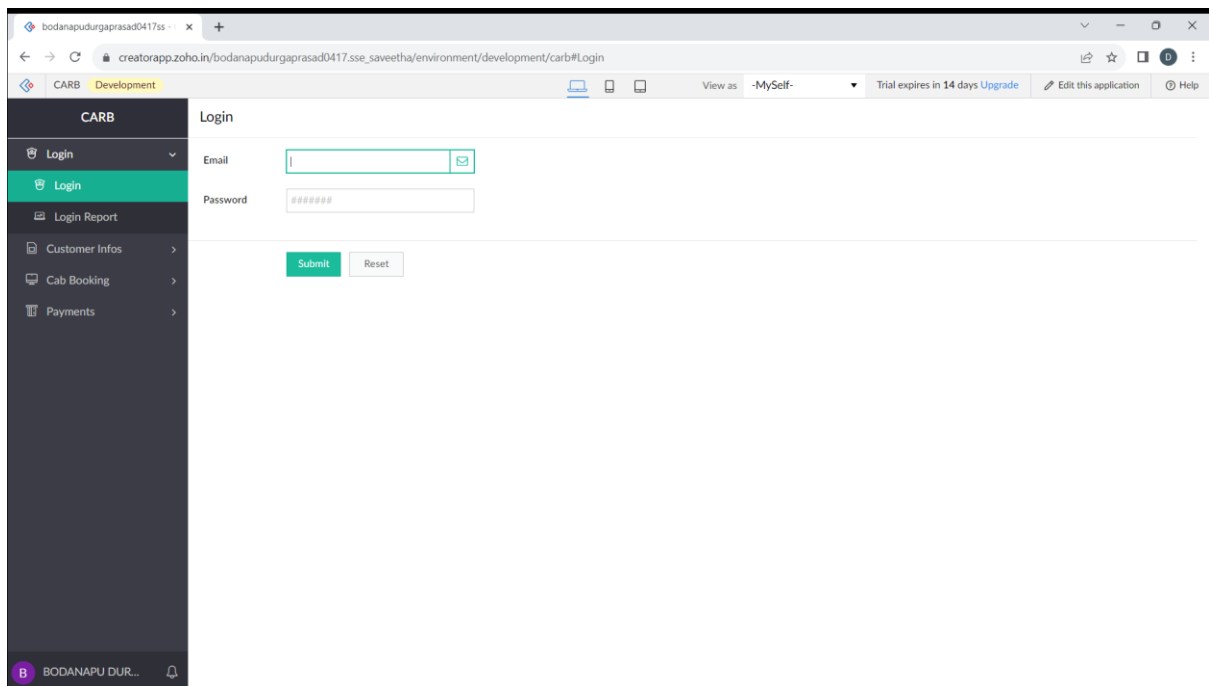 bodanapudurgaprasad0417ss -
creatorapp.zoho.in/bodanapudurgaprasad0417.sse_saveetha/environment/development/carb#Login
D
CARB Development View as -MySelf- Trial expires in 14 days Upgrade Edit this application Help
CARB
Login
Login
Login Report
Customer Infos
Cab Booking
Payments
B BODANAPU DUR...
Login
Email
Password #######
Submit Reset